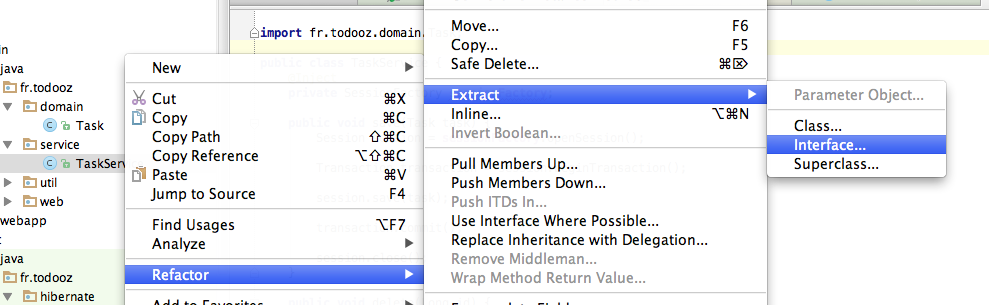 import fr.todooz.domain.
java
fr.todooz
domain
Task
service
TaskServ
util
web
webapp
java
fr.todooz
hibernate
New
Cut ⌘X
Copy ⌘C
Copy Path ⇧⌘C
Copy Reference ⌥⇧⌘C
Paste ⌘V
Jump to Source F4
Find Usages ⌥F7
Analyze
Refactor
Add to Favorites
Move... F6
Copy... F5
Safe Delete... ⌘⌦
Extract
Inline... ⌥⌘N
Invert Boolean...
Pull Members Up...
Push Members Down...
Push ITDs In...
Use Interface Where Possible...
Replace Inheritance with Delegation...
Remove Middleman...
Wrap Method Return Value...
Parameter Object...
Class...
Interface...
Superclass...